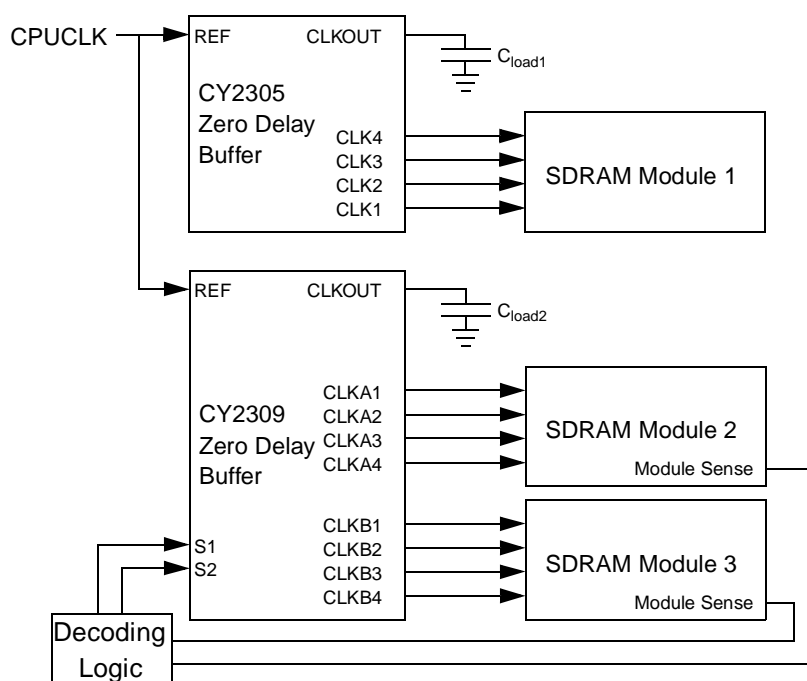 CPUCLK
REF
CLKOUT
Cload1
CY2305
Zero Delay
Buffer
CLK4
CLK3
CLK2
CLK1
SDRAM Module 1
REF
CLKOUT
Cload2
CY2309
Zero Delay
Buffer
CLKA1
CLKA2
CLKA3
CLKA4
SDRAM Module 2
Module Sense
S1
S2
CLKB1
CLKB2
CLKB3
CLKB4
SDRAM Module 3
Module Sense
Decoding
Logic